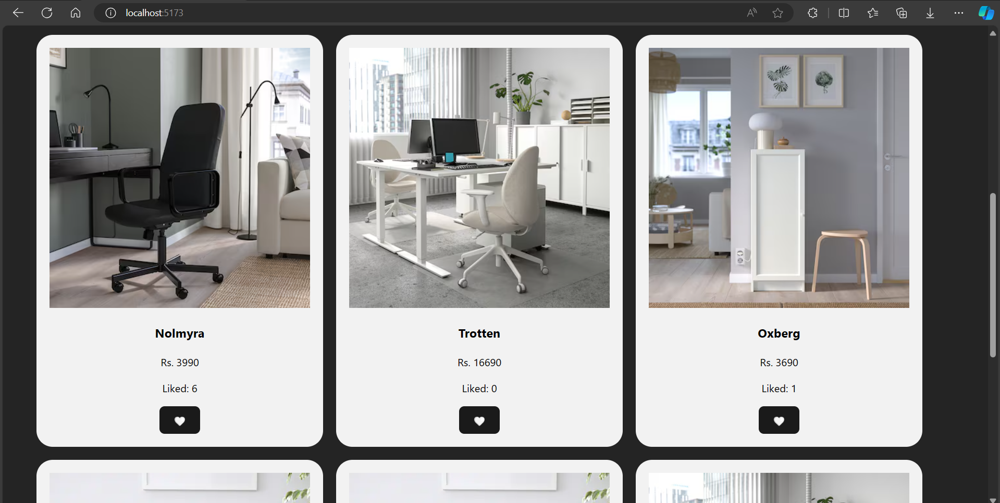 localhost:5173
Nolmyra
Rs. 3990
Liked: 6
Trotten
Rs. 16690
Liked: 0
Oxberg
Rs. 3690
Liked: 1